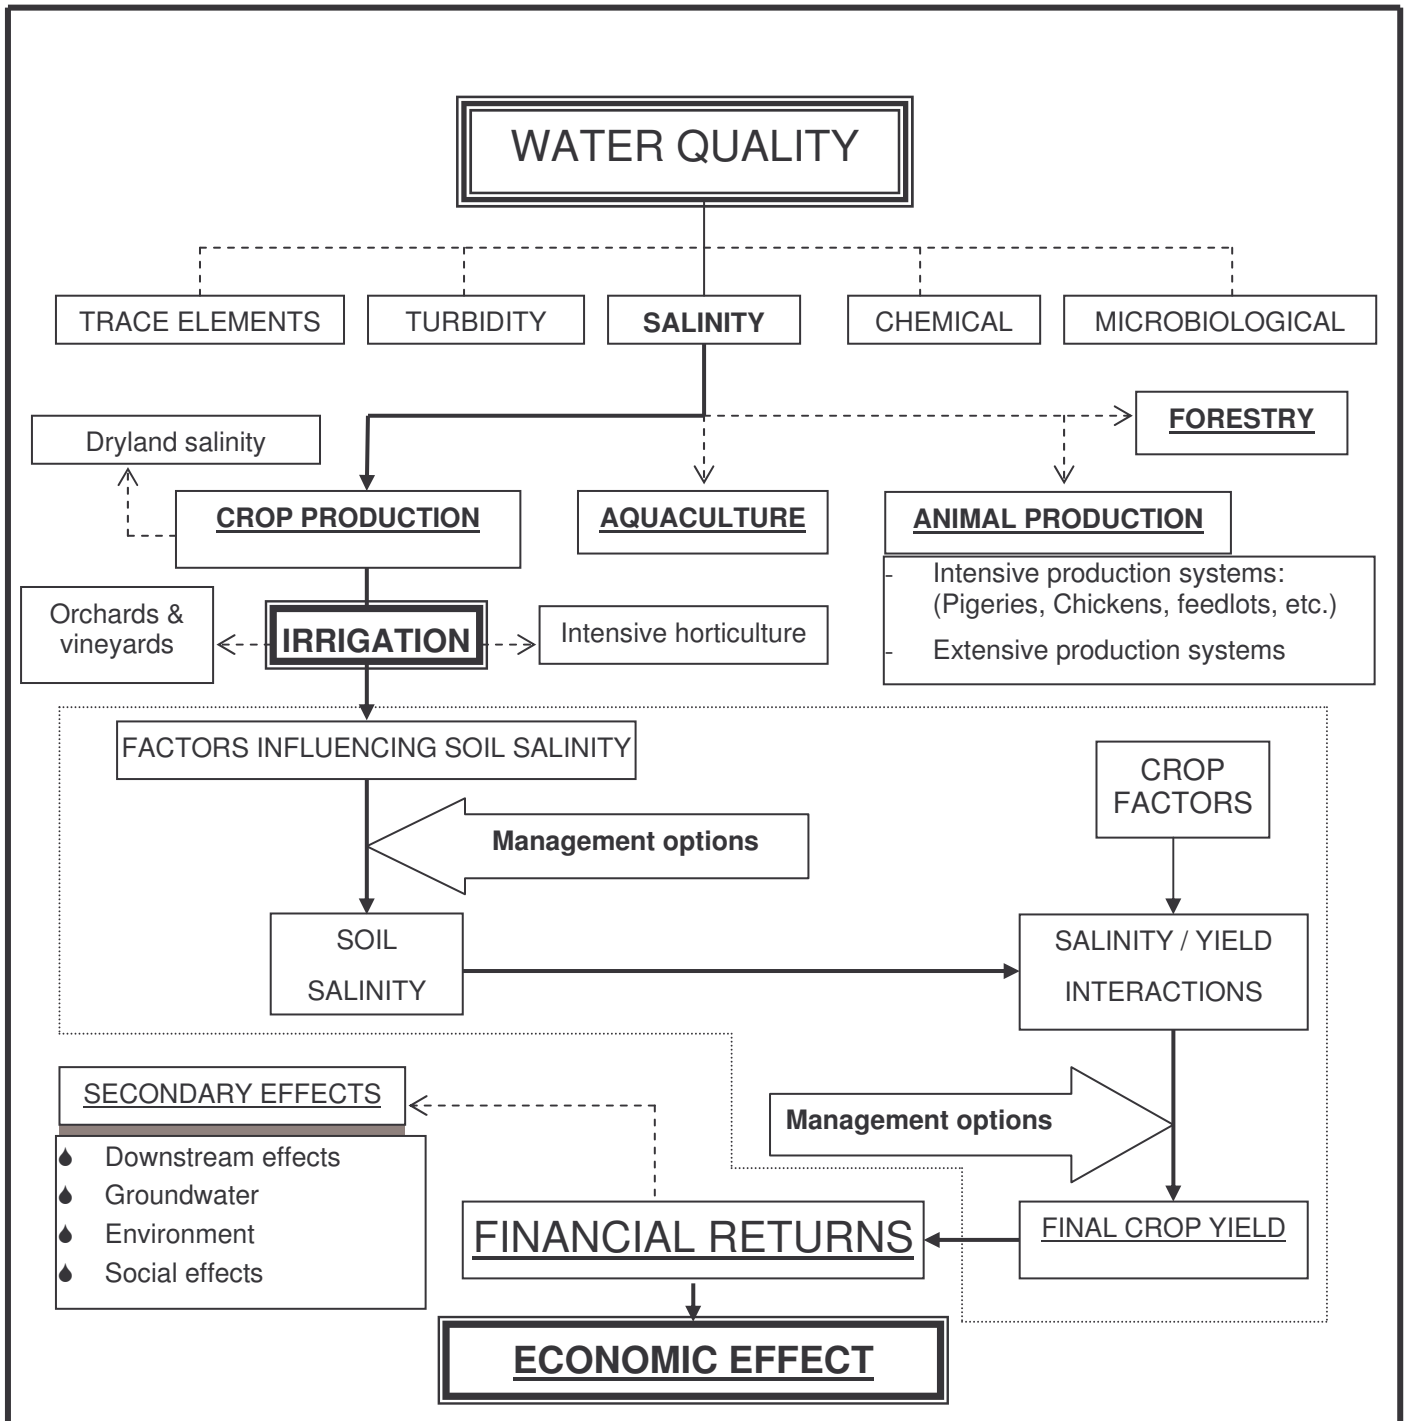 WATER QUALITY
TRACE ELEMENTS
TURBIDITY
SALINITY
CHEMICAL
MICROBIOLOGICAL
FORESTRY
Dryland salinity
CROP PRODUCTION
AQUACULTURE
ANIMAL PRODUCTION
- Intensive production systems:
(Pigeries, Chickens, feedlots, etc.)
- Extensive production systems
Orchards &
vineyards
IRRIGATION
Intensive horticulture
FACTORS INFLUENCING SOIL SALINITY
CROP
FACTORS
Management options
SOIL
SALINITY
SALINITY / YIELD
INTERACTIONS
SECONDARY EFFECTS
Downstream effects
Groundwater
Environment
Social effects
Management options
FINANCIAL RETURNS
FINAL CROP YIELD
ECONOMIC EFFECT